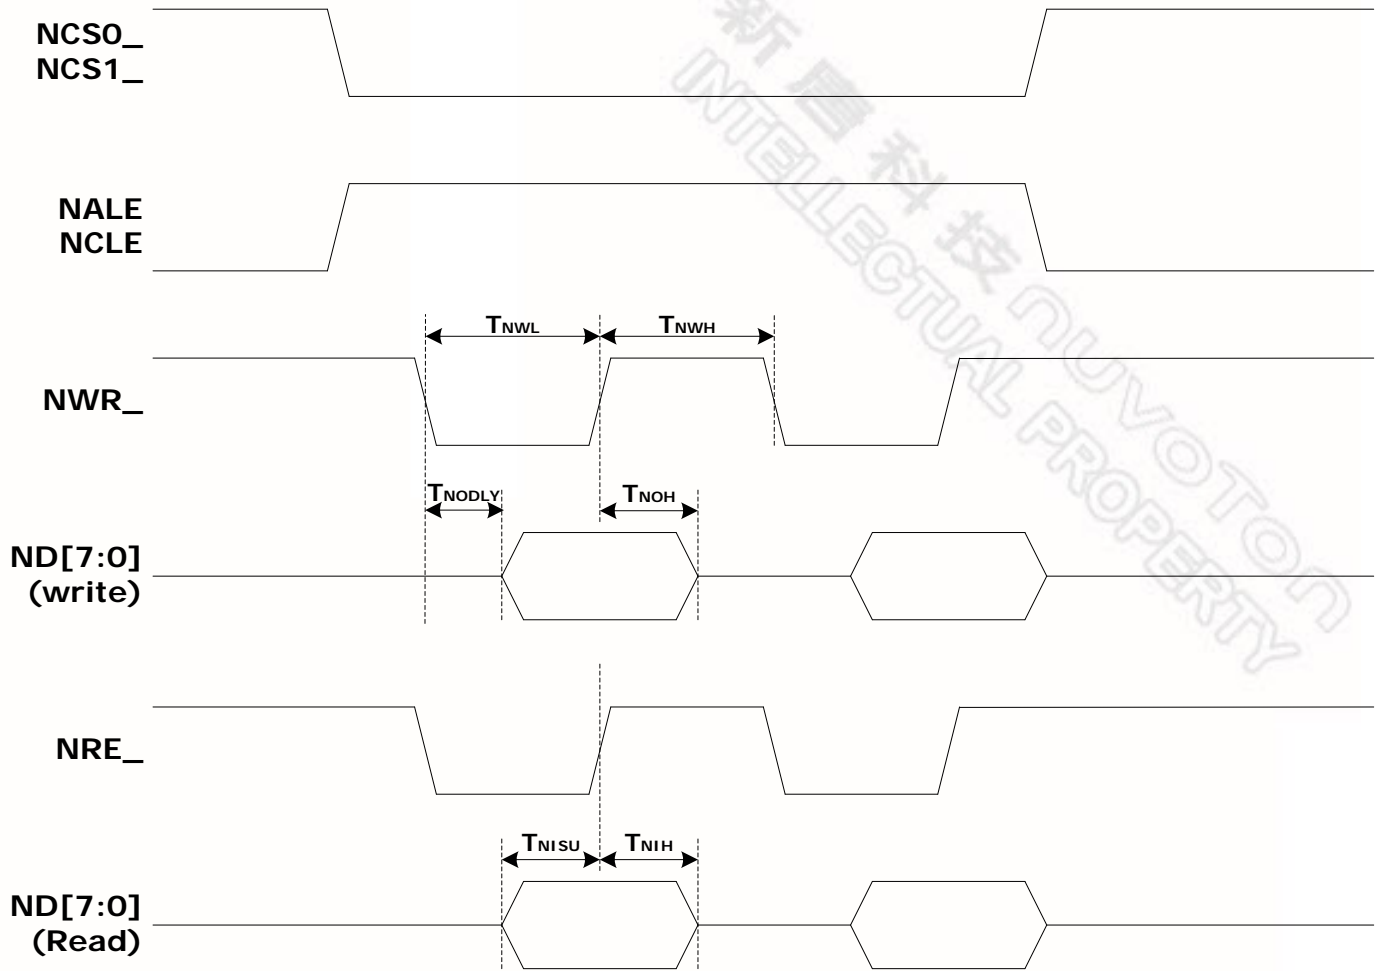 NCS0_
NCS1_
NALE
NCLE
TNWL
TNWH
NWR_
TNODLY
TNOH
ND[7:0]
(write)
NRE_
TNISU
TNIH
ND[7:0]
(Read)
新唐科技 nuvoton
INTELLECTUAL PROPERTY